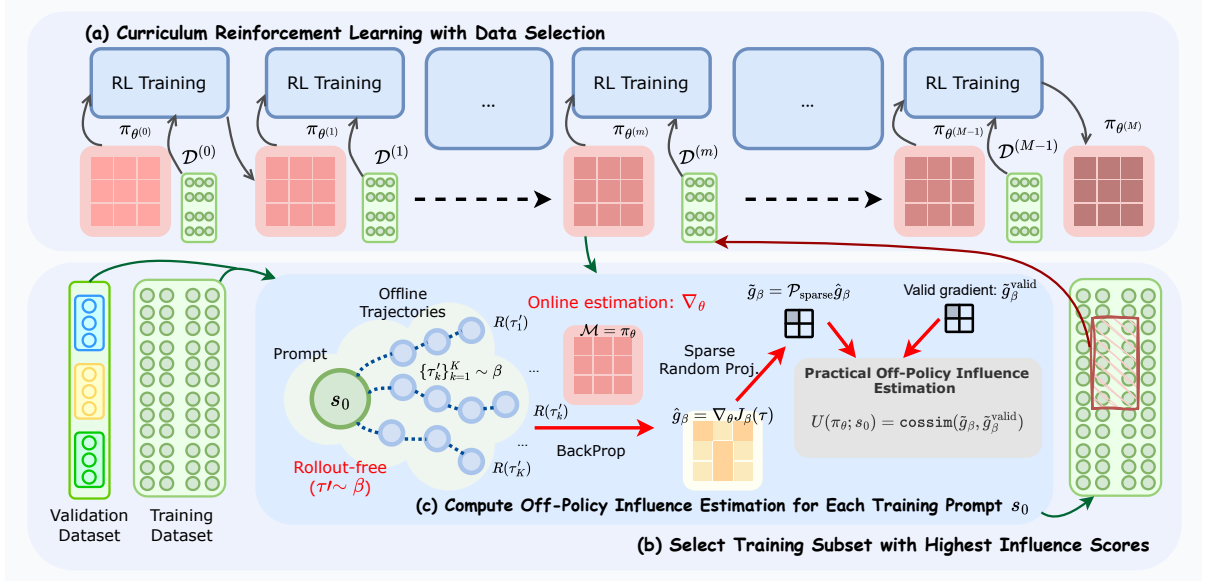 (a) Curriculum Reinforcement Learning with Data Selection
RL Training
RL Training
...
RL Training
...
RL Training
π_θ^(0)
D^(0)
π_θ^(1)
D^(1)
π_θ^(m)
D^(m)
π_θ^(M−1)
D^(M−1)
π_θ^(M)
Validation
Dataset
Training
Dataset
Offline
Trajectories
Prompt
s₀
{τ′_k}^K_{k=1} ∼ β
R(τ′_1)
...
R(τ′_k)
...
R(τ′_K)
Rollout-free
(τ′∼ β)
Online estimation: ∇_θ
M = π_θ
BackProp
ĝ_β = ∇_θ J_β(τ)
Sparse
Random Proj.
g̃_β = P_sparse ĝ_β
Valid gradient: g̃_β^valid
Practical Off-Policy Influence
Estimation
U(π_θ; s₀) = cossim(g̃_β, g̃_β^valid)
(c) Compute Off-Policy Influence Estimation for Each Training Prompt s₀
(b) Select Training Subset with Highest Influence Scores